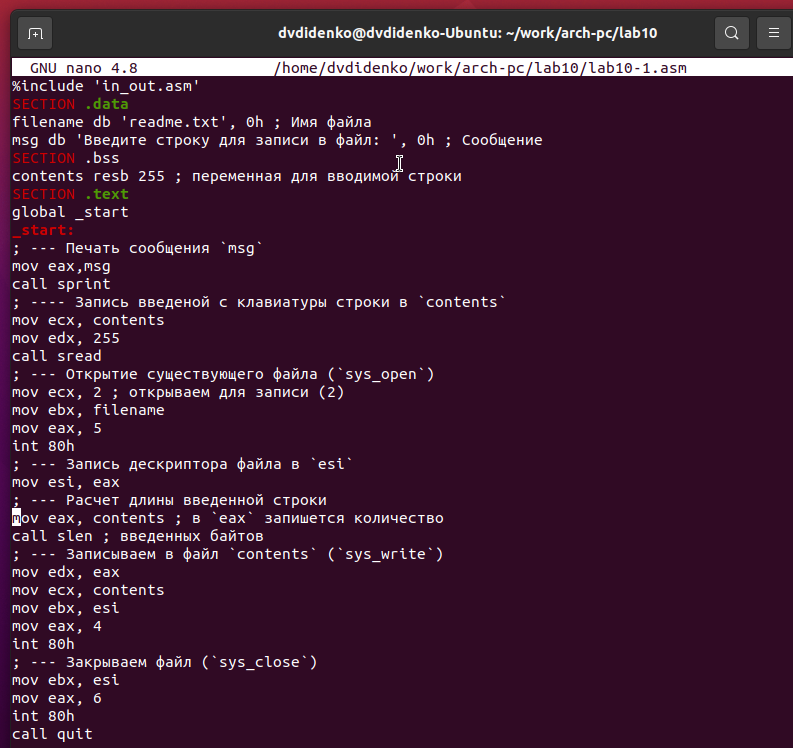 dvdidenko@dvdidenko-Ubuntu: ~/work/arch-pc/lab10
GNU nano 4.8 /home/dvdidenko/work/arch-pc/lab10/lab10-1.asm
%include 'in_out.asm'
SECTION .data
filename db 'readme.txt', 0h ; Имя файла
msg db 'Введите строку для записи в файл: ', 0h ; Сообщение
SECTION .bss
contents resb 255 ; переменная для вводимой строки
SECTION .text
global _start
_start:
; --- Печать сообщения `msg`
mov eax,msg
call sprint
; ---- Запись введеной с клавиатуры строки в `contents`
mov ecx, contents
mov edx, 255
call sread
; --- Открытие существующего файла (`sys_open`)
mov ecx, 2 ; открываем для записи (2)
mov ebx, filename
mov eax, 5
int 80h
; --- Запись дескриптора файла в `esi`
mov esi, eax
; --- Расчет длины введенной строки
mov eax, contents ; в `eax` запишется количество
call slen ; введенных байтов
; --- Записываем в файл `contents` (`sys_write`)
mov edx, eax
mov ecx, contents
mov ebx, esi
mov eax, 4
int 80h
; --- Закрываем файл (`sys_close`)
mov ebx, esi
mov eax, 6
int 80h
call quit